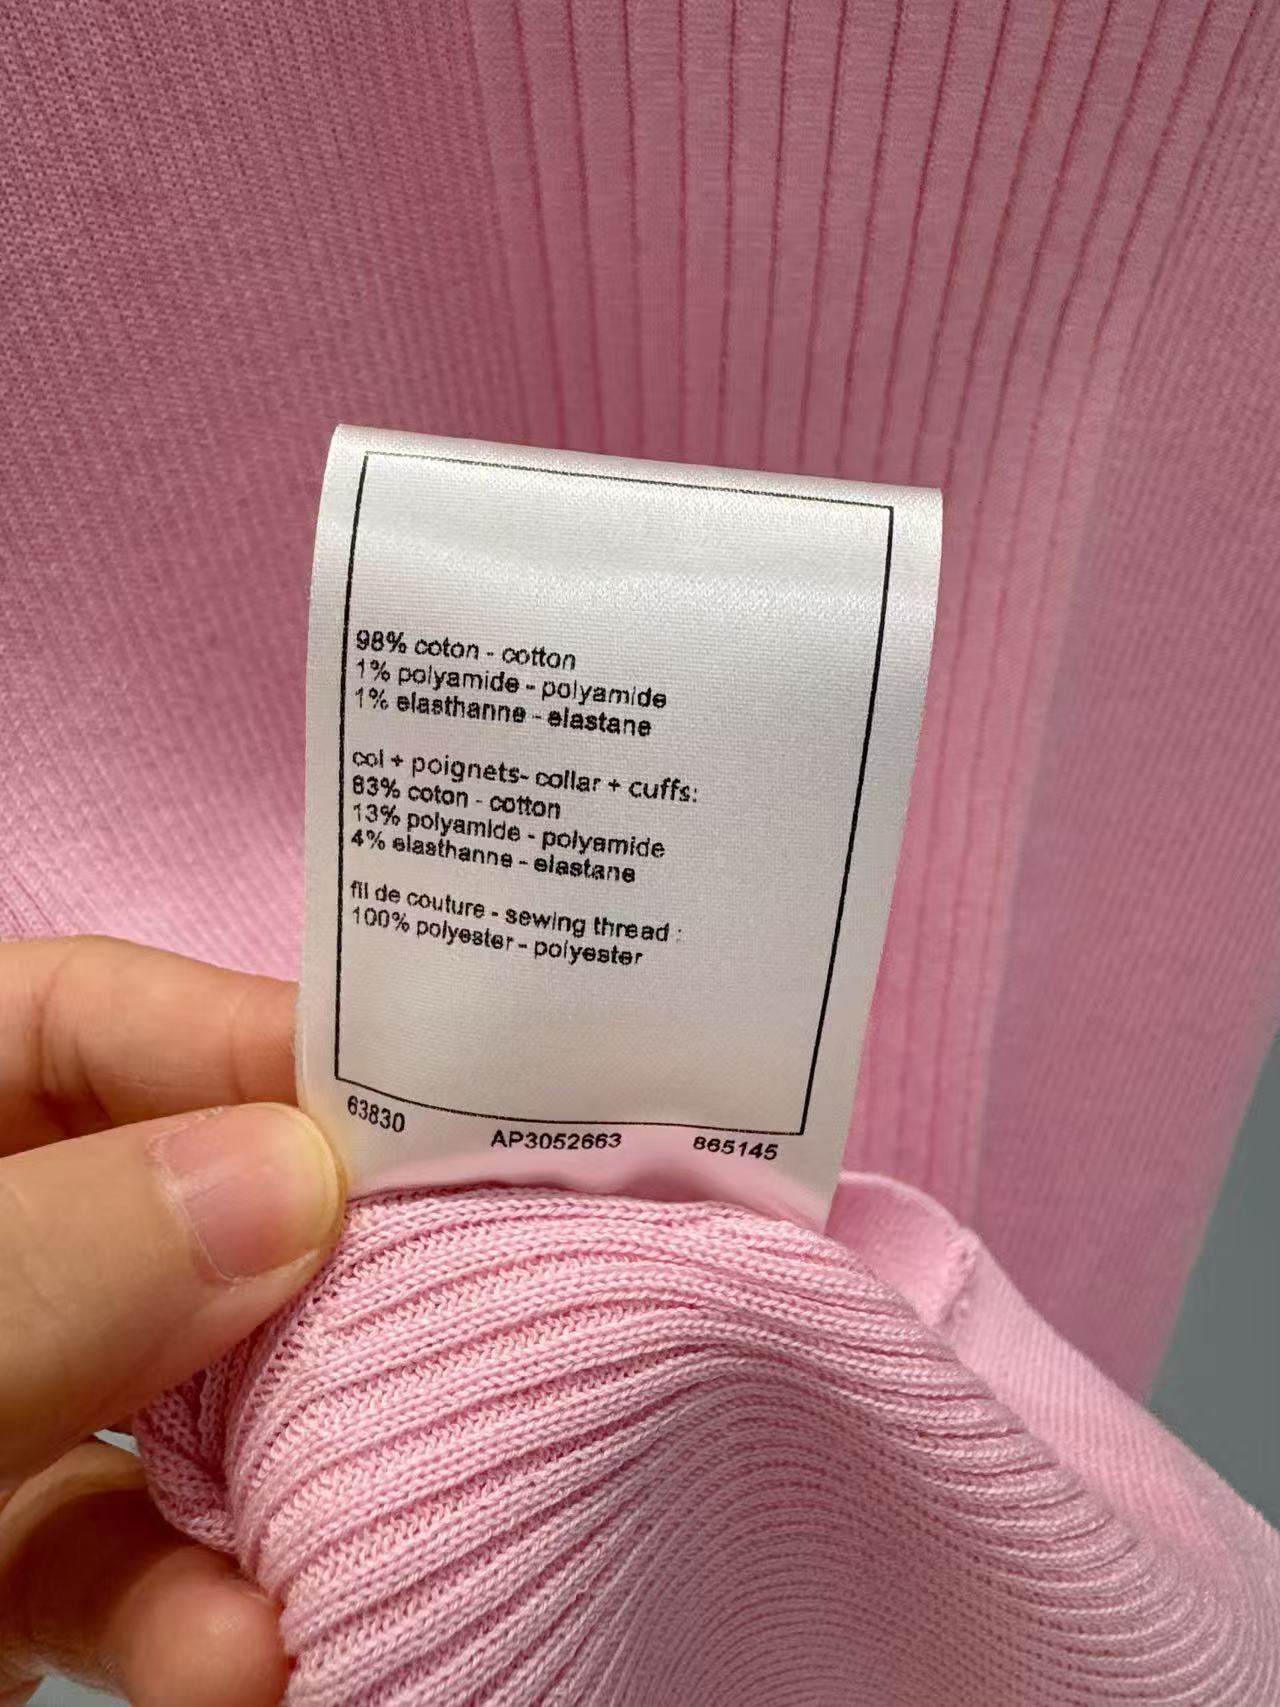 98% coton - cotton
1% polyamide - polyamide
1% elasthanne - elastane
col + poignets- collar + cuffs:
83% coton - cotton
13% polyamide - polyamide
4% elasthanne - elastane
fil de couture - sewing thread :
100% polyester - polyester
63830 AP3052663 865145